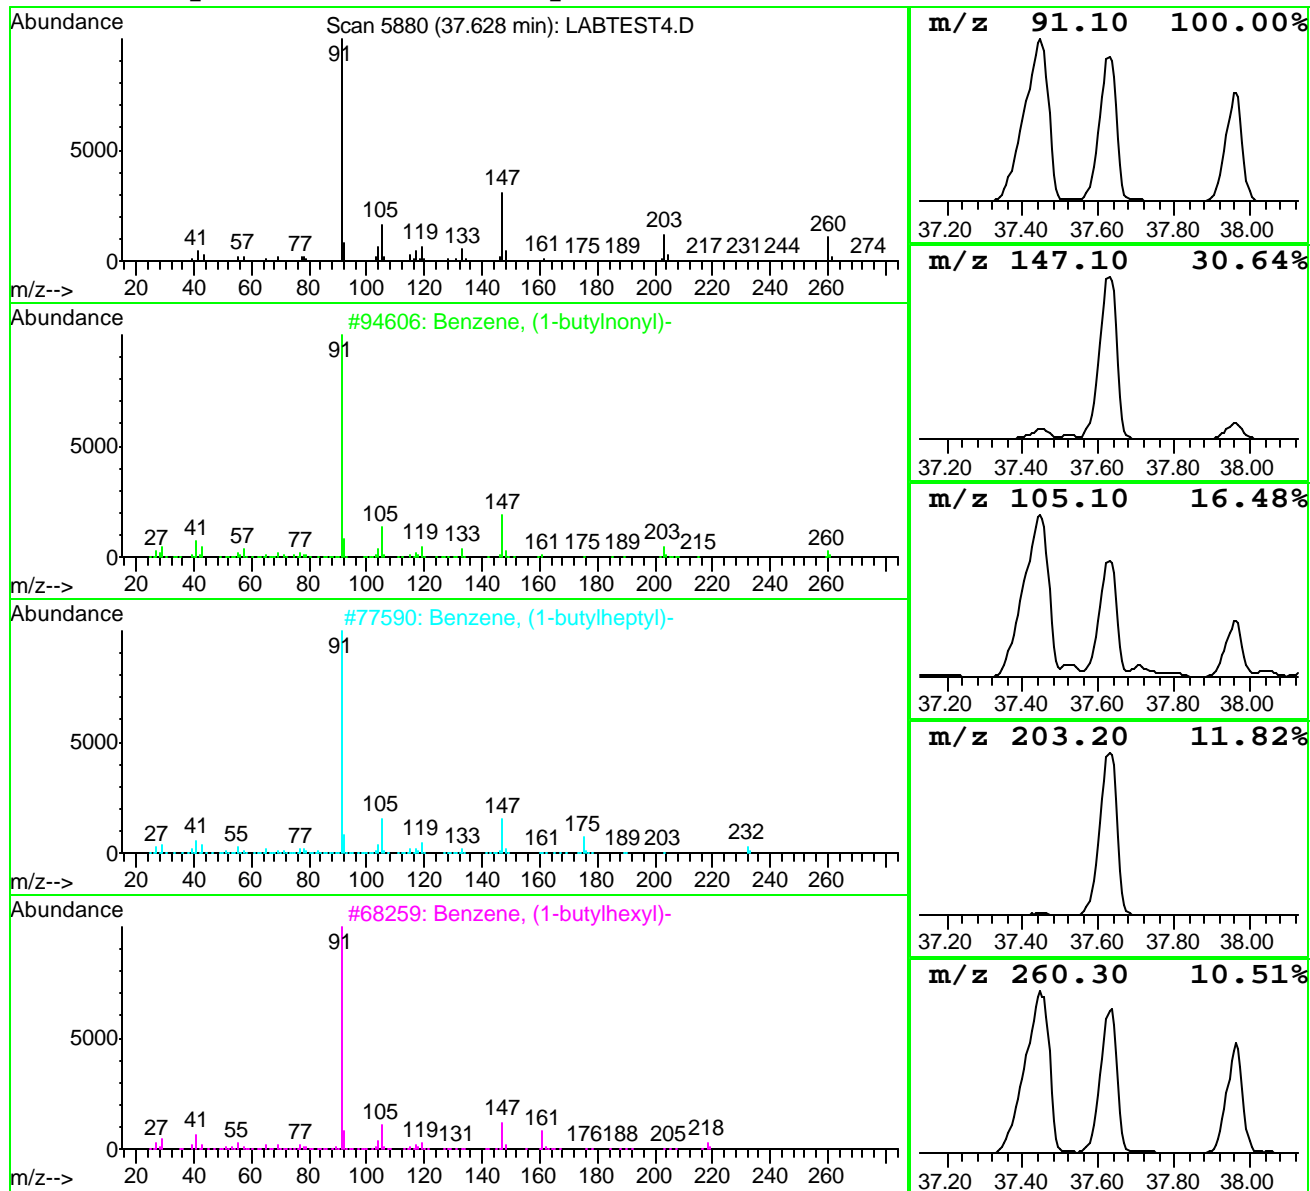 Abundance
Scan 5880 (37.628 min): LABTEST4.D
91
5000
147
105
203
260
41
57
77
119
133
161
175
189
217
231
244
274
0
m/z-->
20 40 60 80 100 120 140 160 180 200 220 240 260
Abundance
#94606: Benzene, (1-butylnonyl)-
91
5000
147
105
27 41 57 77 119 133 161 175 189 203 215 260
0
m/z-->
20 40 60 80 100 120 140 160 180 200 220 240 260
Abundance
#77590: Benzene, (1-butylheptyl)-
91
5000
105 147
27 41 55 77 119 133 161 175 189 203 232
0
m/z-->
20 40 60 80 100 120 140 160 180 200 220 240 260
Abundance
#68259: Benzene, (1-butylhexyl)-
91
5000
105 147 161
27 41 55 77 119 131 176 188 205 218
0
m/z-->
20 40 60 80 100 120 140 160 180 200 220 240 260
m/z 91.10 100.00%
37.20 37.40 37.60 37.80 38.00
m/z 147.10 30.64%
37.20 37.40 37.60 37.80 38.00
m/z 105.10 16.48%
37.20 37.40 37.60 37.80 38.00
m/z 203.20 11.82%
37.20 37.40 37.60 37.80 38.00
m/z 260.30 10.51%
37.20 37.40 37.60 37.80 38.00